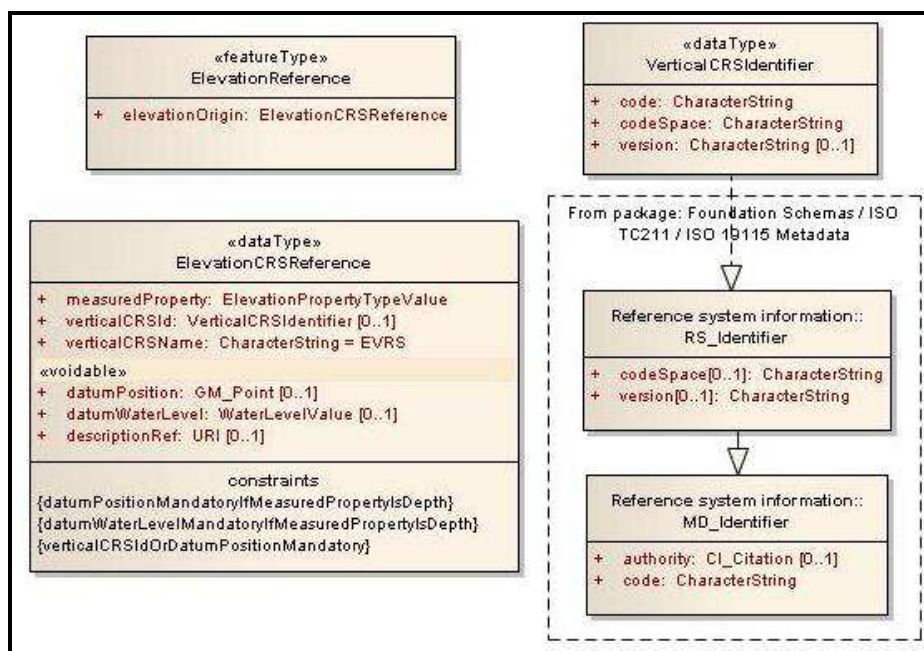 «featureType»
ElevationReference
+ elevationOrigin: ElevationCRSReference
«dataType»
VerticalCRSIdentifier
+ code: CharacterString
+ codeSpace: CharacterString
+ version: CharacterString [0..1]
«dataType»
ElevationCRSReference
+ measuredProperty: ElevationPropertyTypeValue
+ verticalCRSId: VerticalCRSIdentifier [0..1]
+ verticalCRSName: CharacterString = EVRS
«voidable»
+ datumPosition: GM_Point [0..1]
+ datumWaterLevel: WaterLevelValue [0..1]
+ descriptionRef: URI [0..1]
constraints
{datumPositionMandatoryIfMeasuredPropertyIsDepth}
{datumWaterLevelMandatoryIfMeasuredPropertyIsDepth}
{verticalCRSIdOrDatumPositionMandatory}
From package: Foundation Schemas / ISO
TC211 / ISO 19115 Metadata
Reference system information::
RS_Identifier
+ codeSpace[0..1]: CharacterString
+ version[0..1]: CharacterString
Reference system information::
MD_Identifier
+ authority: CI_Citation [0..1]
+ code: CharacterString